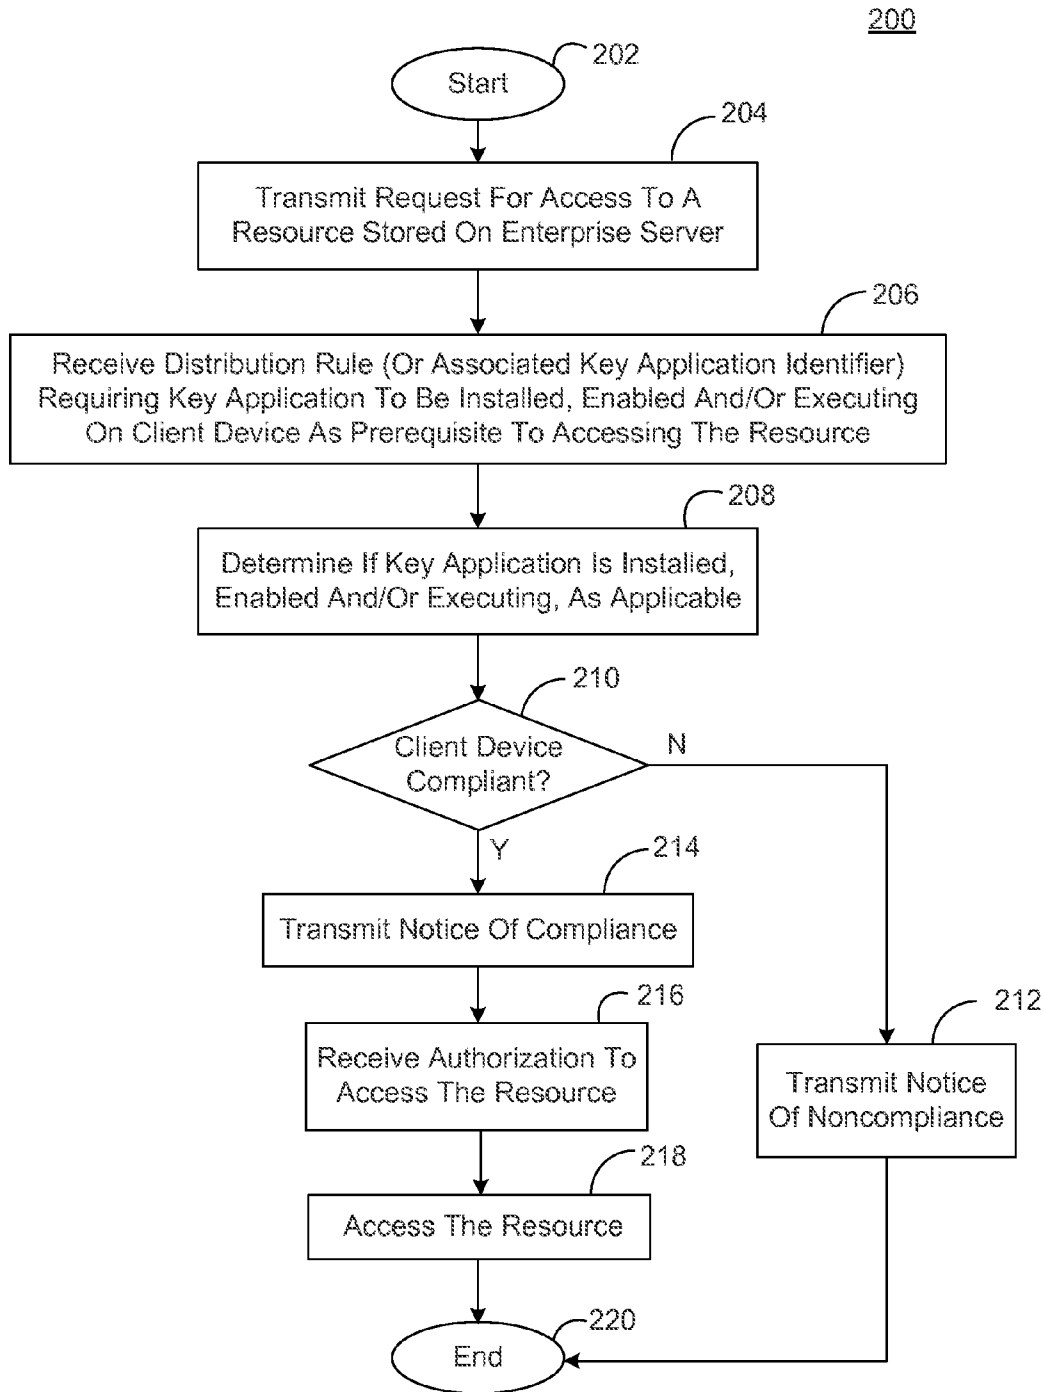 200
202
Start
204
Transmit Request For Access To A
Resource Stored On Enterprise Server
206
Receive Distribution Rule (Or Associated Key Application Identifier)
Requiring Key Application To Be Installed, Enabled And/Or Executing
On Client Device As Prerequisite To Accessing The Resource
208
Determine If Key Application Is Installed,
Enabled And/Or Executing, As Applicable
210
Client Device
Compliant?
N
Y
214
Transmit Notice Of Compliance
216
Receive Authorization To
Access The Resource
212
Transmit Notice
Of Noncompliance
218
Access The Resource
220
End